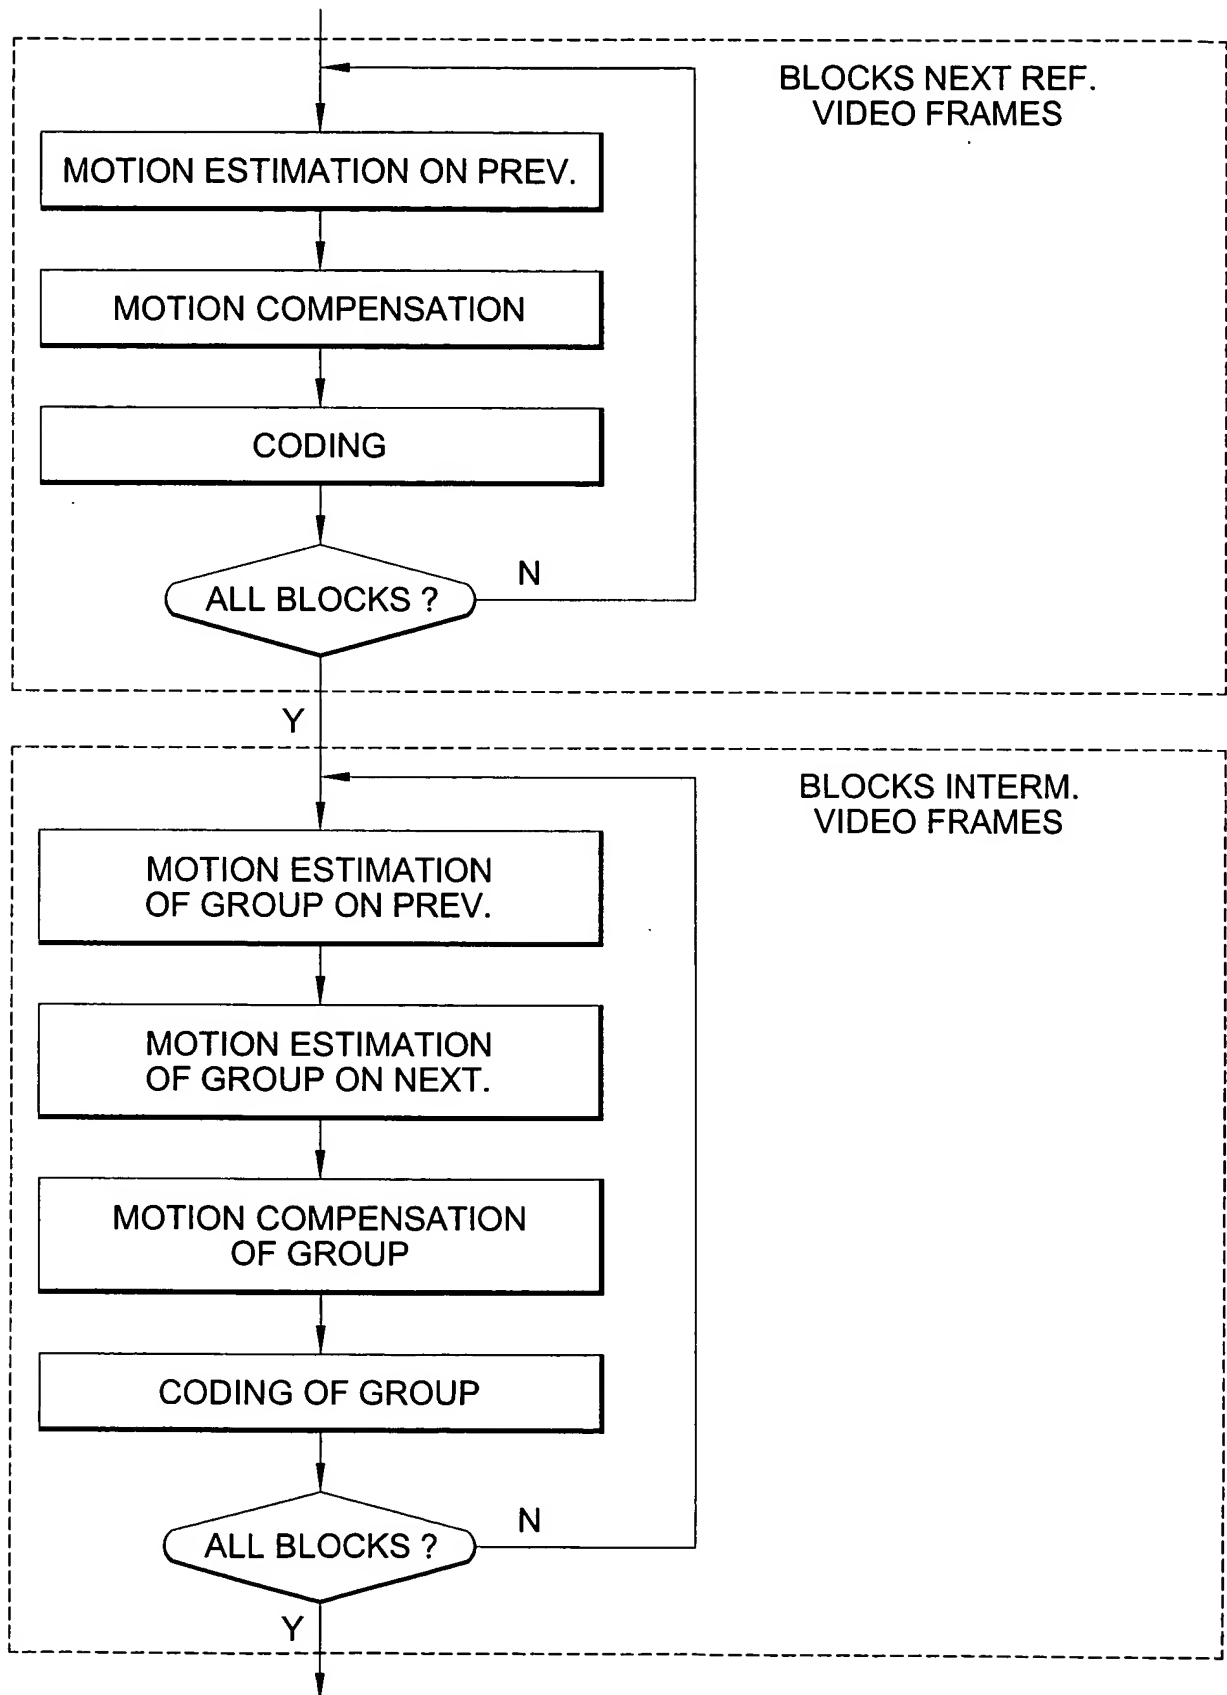 BLOCKS NEXT REF.
VIDEO FRAMES
MOTION ESTIMATION ON PREV.
MOTION COMPENSATION
CODING
ALL BLOCKS ?
N
Y
BLOCKS INTERM.
VIDEO FRAMES
MOTION ESTIMATION
OF GROUP ON PREV.
MOTION ESTIMATION
OF GROUP ON NEXT.
MOTION COMPENSATION
OF GROUP
CODING OF GROUP
ALL BLOCKS ?
N
Y